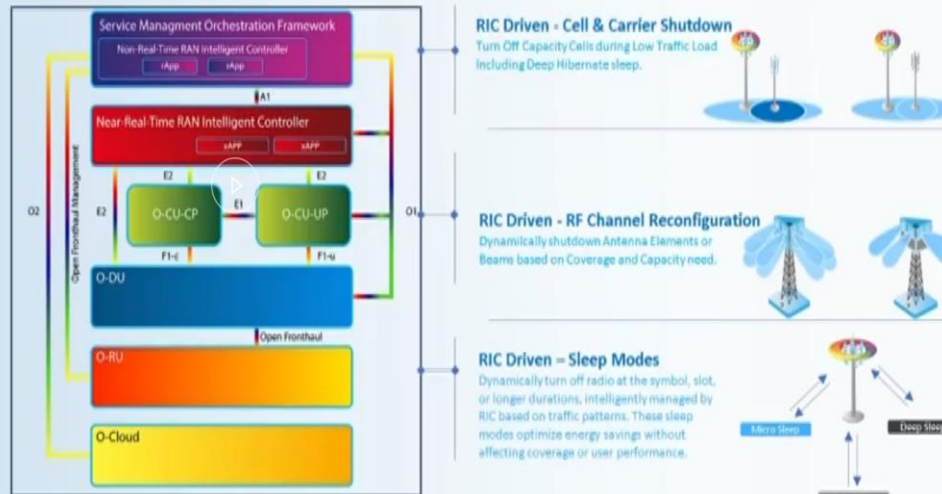 Service Managment Orchestration Framework
Non-Real-Time RAN Intelligent Controller
rApp
rApp
A1
Near-Real-Time RAN Intelligent Controller
xAPP
xAPP
E2
E2
O-CU-CP
E1
O-CU-UP
O2
Open Fronthaul Management
E2
O1
F1-c
F1-u
O-DU
Open Fronthaul
O-RU
O-Cloud
RIC Driven - Cell & Carrier Shutdown
Turn Off Capacity Cells during Low Traffic Load
Including Deep Hibernate sleep.
RIC Driven - RF Channel Reconfiguration
Dynamilcally shutdown Antenna Elements or
Beams based on Coverage and Capacity need.
RIC Driven – Sleep Modes
Dynamically turn off radio at the symbol, slot,
or longer durations, intelligently managed by
RIC based on traffic patterns. These sleep
modes optimize energy savings without
affecting coverage or user performance.
Micro Sleep
Deep Sleep